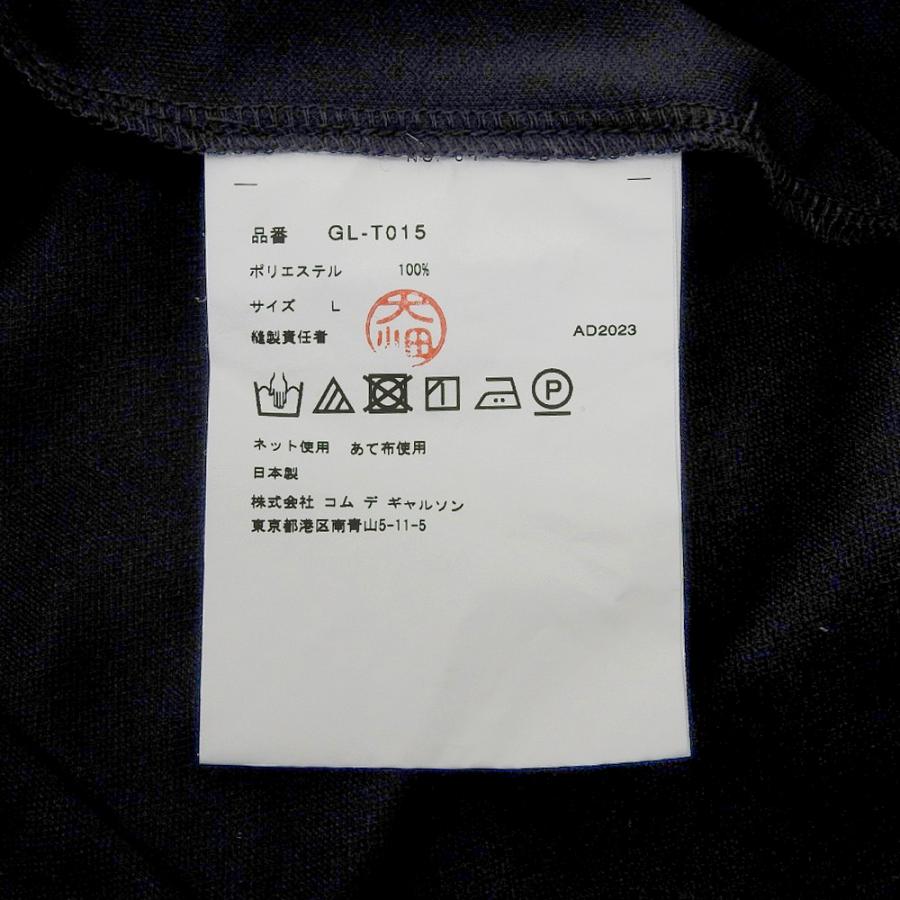 品番 GL-T015
ポリエステル 100%
サイズ L
縫製責任者
AD2023
P
ネット使用 あて布使用
日本製
株式会社 コム デ ギャルソン
東京都港区南青山5-11-5